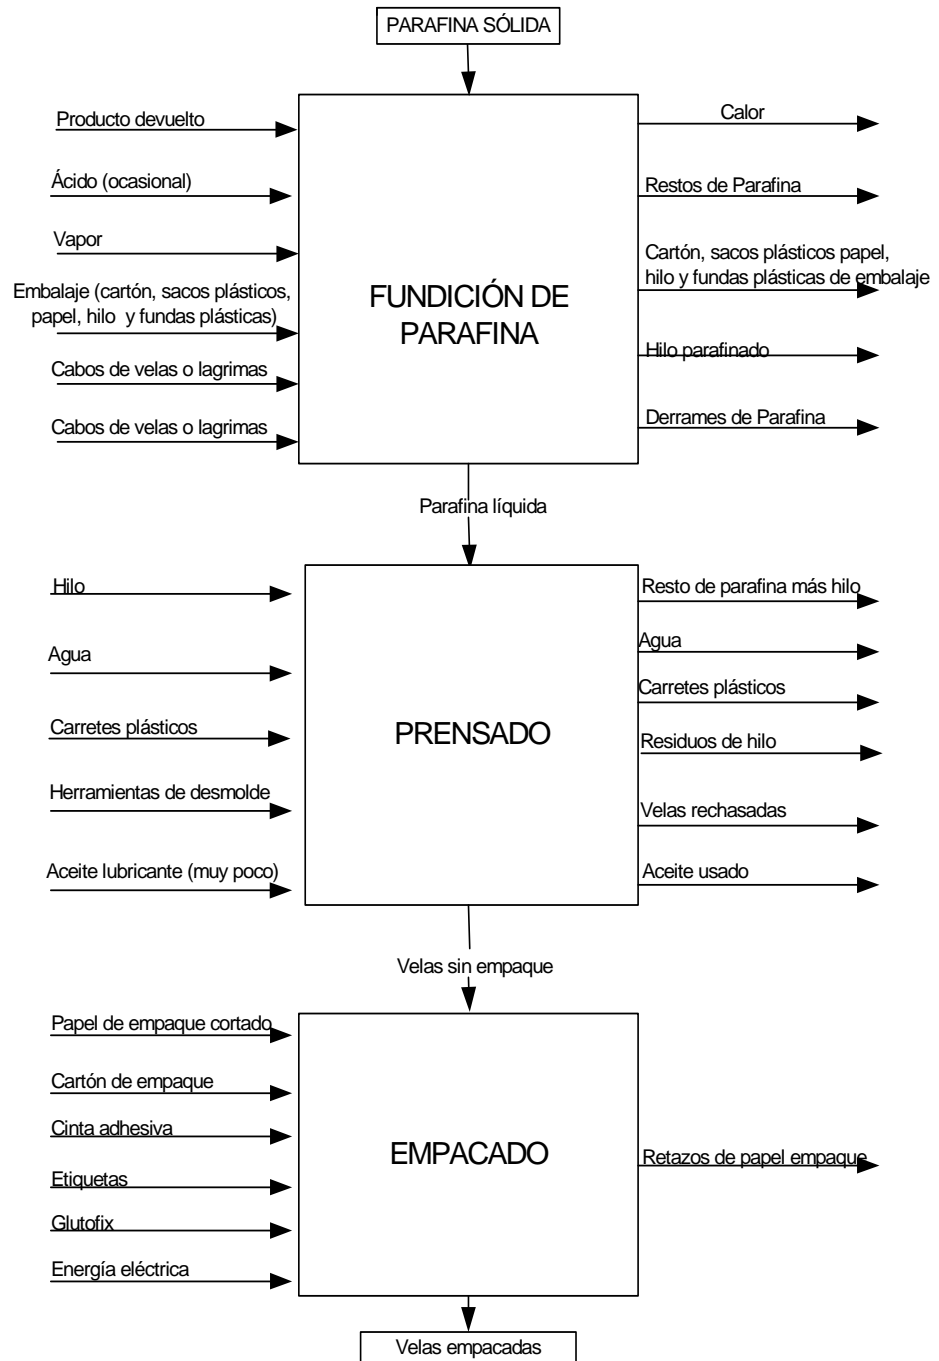 PARAFINA SÓLIDA
Producto devuelto
Ácido (ocasional)
Vapor
Embalaje (cartón, sacos plásticos,
papel, hilo y fundas plásticas)
Cabos de velas o lagrimas
Cabos de velas o lagrimas
FUNDICIÓN DE
PARAFINA
Calor
Restos de Parafina
Cartón, sacos plásticos papel,
hilo y fundas plásticas de embalaje
Hilo parafinado
Derrames de Parafina
Parafina líquida
Hilo
Agua
Carretes plásticos
Herramientas de desmolde
Aceite lubricante (muy poco)
PRENSADO
Resto de parafina más hilo
Agua
Carretes plásticos
Residuos de hilo
Velas rechasadas
Aceite usado
Velas sin empaque
Papel de empaque cortado
Cartón de empaque
Cinta adhesiva
Etiquetas
Glutofix
Energía eléctrica
EMPACADO
Retazos de papel empaque
Velas empacadas